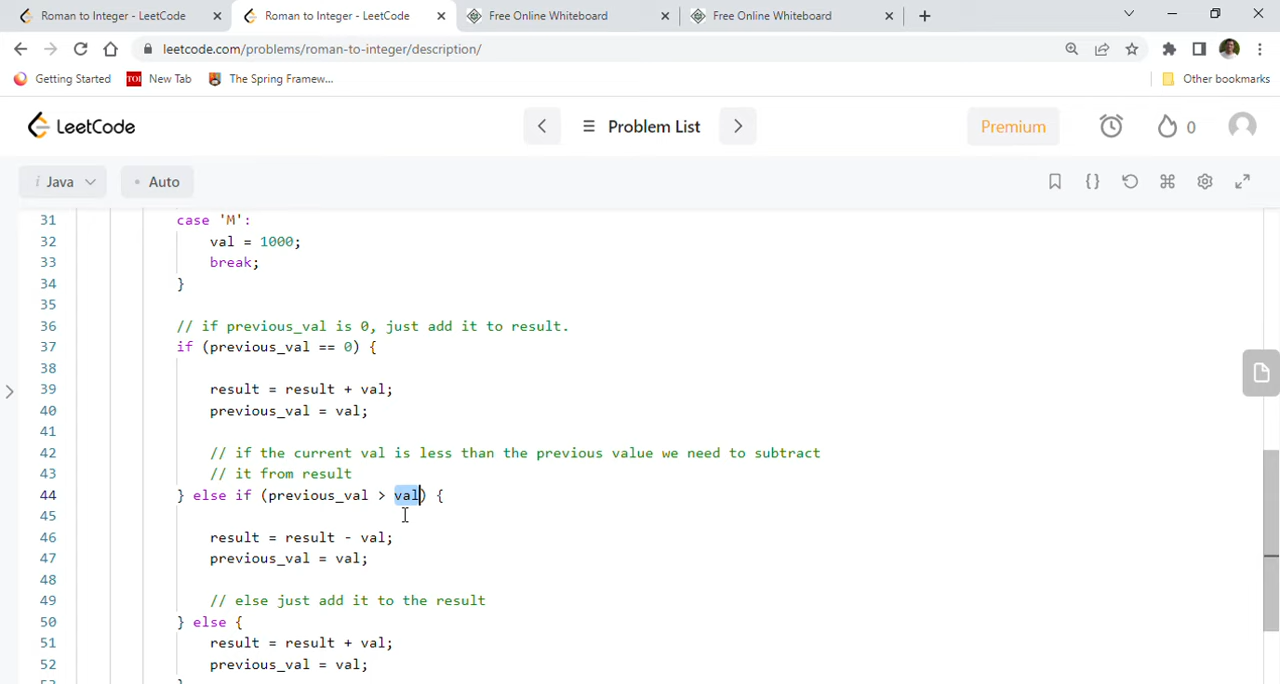 Roman to Integer - LeetCode
Roman to Integer - LeetCode
Free Online Whiteboard
Free Online Whiteboard
leetcode.com/problems/roman-to-integer/description/
Getting Started
TOI New Tab
The Spring Framew...
Other bookmarks
LeetCode
Problem List
Premium
0
i Java
Auto
31 case 'M':
32 val = 1000;
33 break;
34 }
35
36 // if previous_val is 0, just add it to result.
37 if (previous_val == 0) {
38
39 result = result + val;
40 previous_val = val;
41
42 // if the current val is less than the previous value we need to subtract
43 // it from result
44 } else if (previous_val > val) {
45
46 result = result - val;
47 previous_val = val;
48
49 // else just add it to the result
50 } else {
51 result = result + val;
52 previous_val = val;